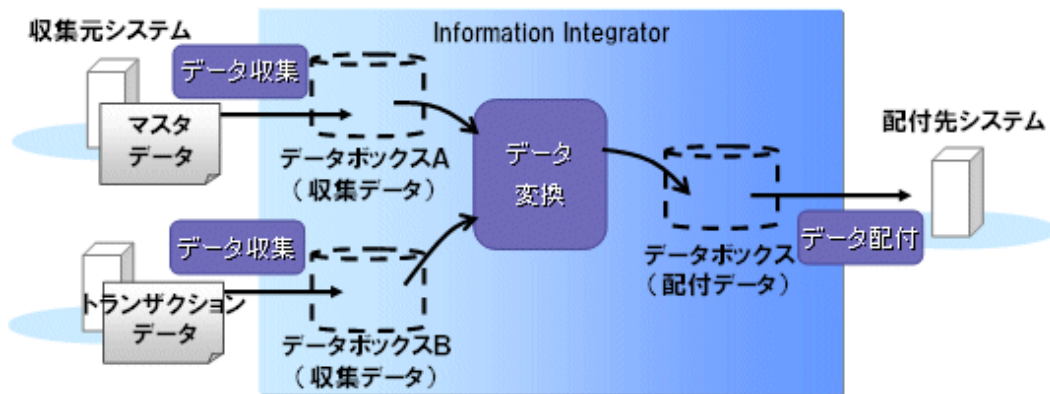 収集元システム
Information Integrator
データ収集
マスタ
データ
データボックスA
(収集データ)
データ
変換
配付先システム
データ収集
データボックス
(配付データ)
データ配付
トランザクション
データ
データボックスB
(収集データ)